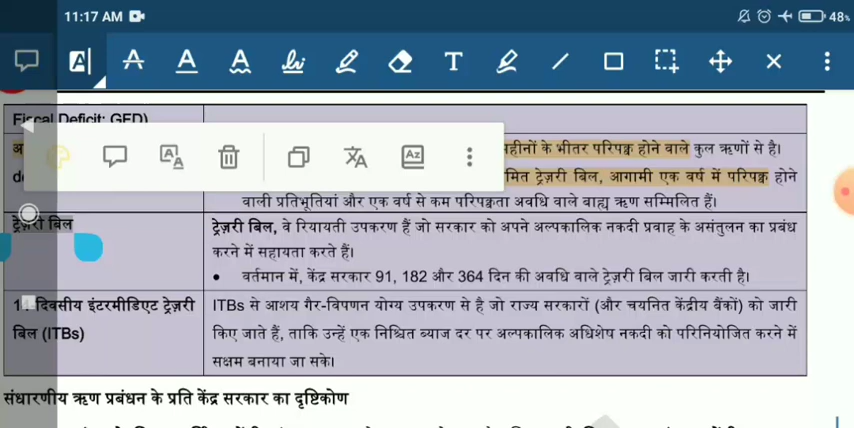 11:17 AM
48%
T
Fiscal Deficit: GFD)
महीनों के भीतर परिपक्व होने वाले कुल ऋणों से है।
ट्रेज़री बिल, आगामी एक वर्ष में परिपक्व होने
वाली प्रतिभूतियां और एक वर्ष से कम परिपक्वता अवधि वाले बाह्य ऋण सम्मिलित हैं।
ट्रेज़री बिल
ट्रेज़री बिल, वे रियायती उपकरण हैं जो सरकार को अपने अल्पकालिक नकदी प्रवाह के असंतुलन का प्रबंध
करने में सहायता करते हैं।
• वर्तमान में, केंद्र सरकार 91, 182 और 364 दिन की अवधि वाले ट्रेज़री बिल जारी करती है।
दिवसीय इंटरमीडिएट ट्रेज़री
बिल (ITBs)
ITBs से आशय गैर-विपणन योग्य उपकरण से है जो राज्य सरकारों (और चयनित केंद्रीय बैंकों) को जारी
किए जाते हैं, ताकि उन्हें एक निश्चित ब्याज दर पर अल्पकालिक अधिशेष नकदी को परिनियोजित करने में
सक्षम बनाया जा सके।
संधारणीय ऋण प्रबंधन के प्रति केंद्र सरकार का दृष्टिकोण